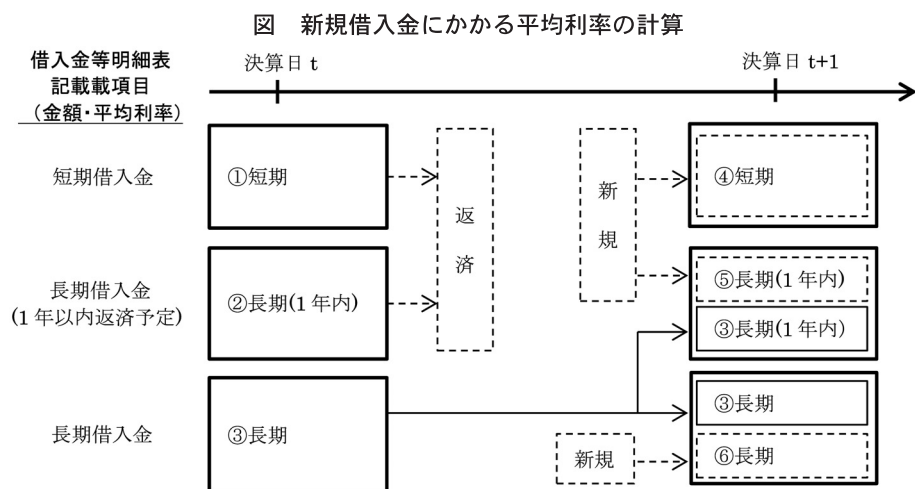 図　新規借入金にかかる平均利率の計算
借入金等明細表
記載載項目
（金額・平均利率）
決算日 t
決算日 t+1
短期借入金
①短期
返済
新規
④短期
長期借入金
(1 年以内返済予定)
②長期(1 年内)
⑤長期(1 年内)
③長期(1 年内)
長期借入金
③長期
新規
③長期
⑥長期